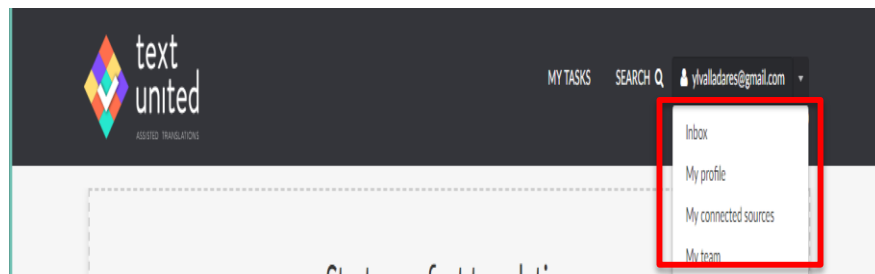 text
united
ASSISTED TRANSLATIONS
MY TASKS SEARCH ylvalladares@gmail.com
Inbox
My profile
My connected sources
My team